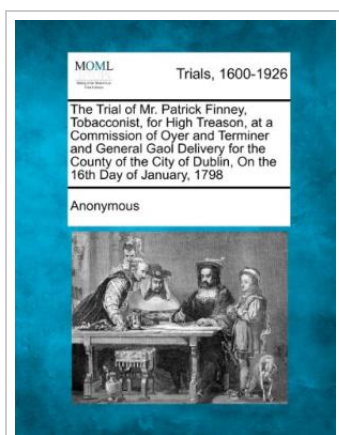 MOML
Trials, 1600-1926
The Trial of Mr. Patrick Finney,
Tobacconist, for High Treason, at a
Commission of Oyer and Terminer
and General Gaol Delivery for the
County of the City of Dublin, On the
16th Day of January, 1798
Anonymous